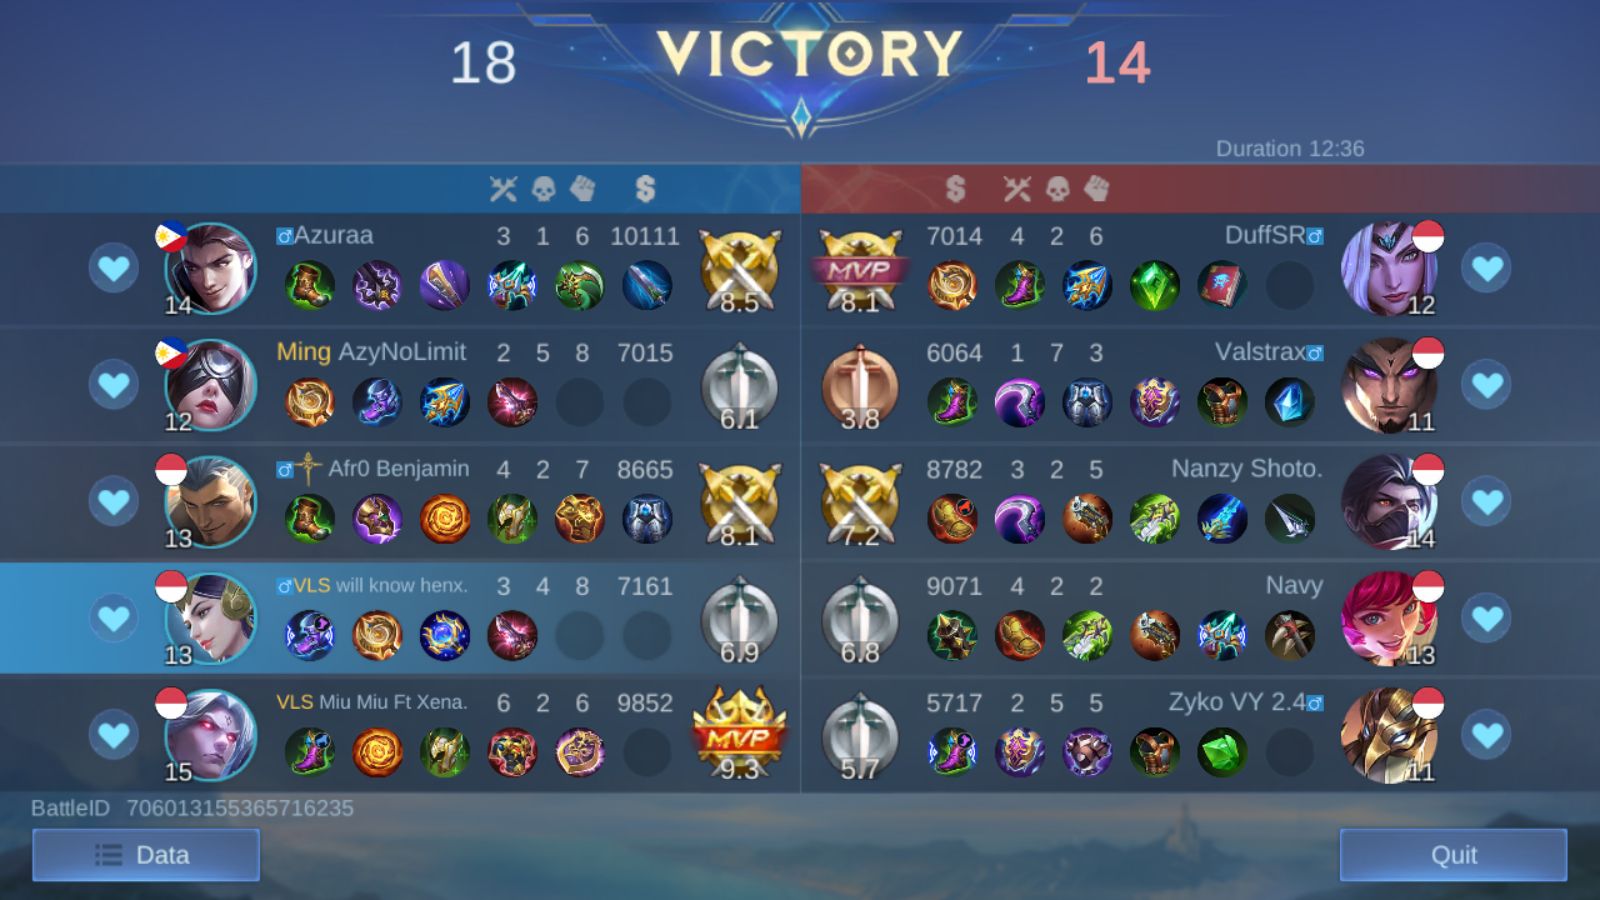 18 VICTORY 14
Duration 12:36
Azuraa 3 1 6 10111 8.5
14
MVP 8.1 7014 4 2 6 DuffSR 12
Ming AzyNoLimit 2 5 8 7015 6.1
12
3.8 6064 1 7 3 Valstrax 11
Afr0 Benjamin 4 2 7 8665 8.1
13
7.2 8782 3 2 5 Nanzy Shoto. 14
VLS will know henx. 3 4 8 7161 6.9
13
6.8 9071 4 2 2 Navy 13
VLS Miu Miu Ft Xena. 6 2 6 9852 MVP 9.3
15
5.7 5717 2 5 5 Zyko VY 2.4 11
BattleID 706013155365716235
Data
Quit